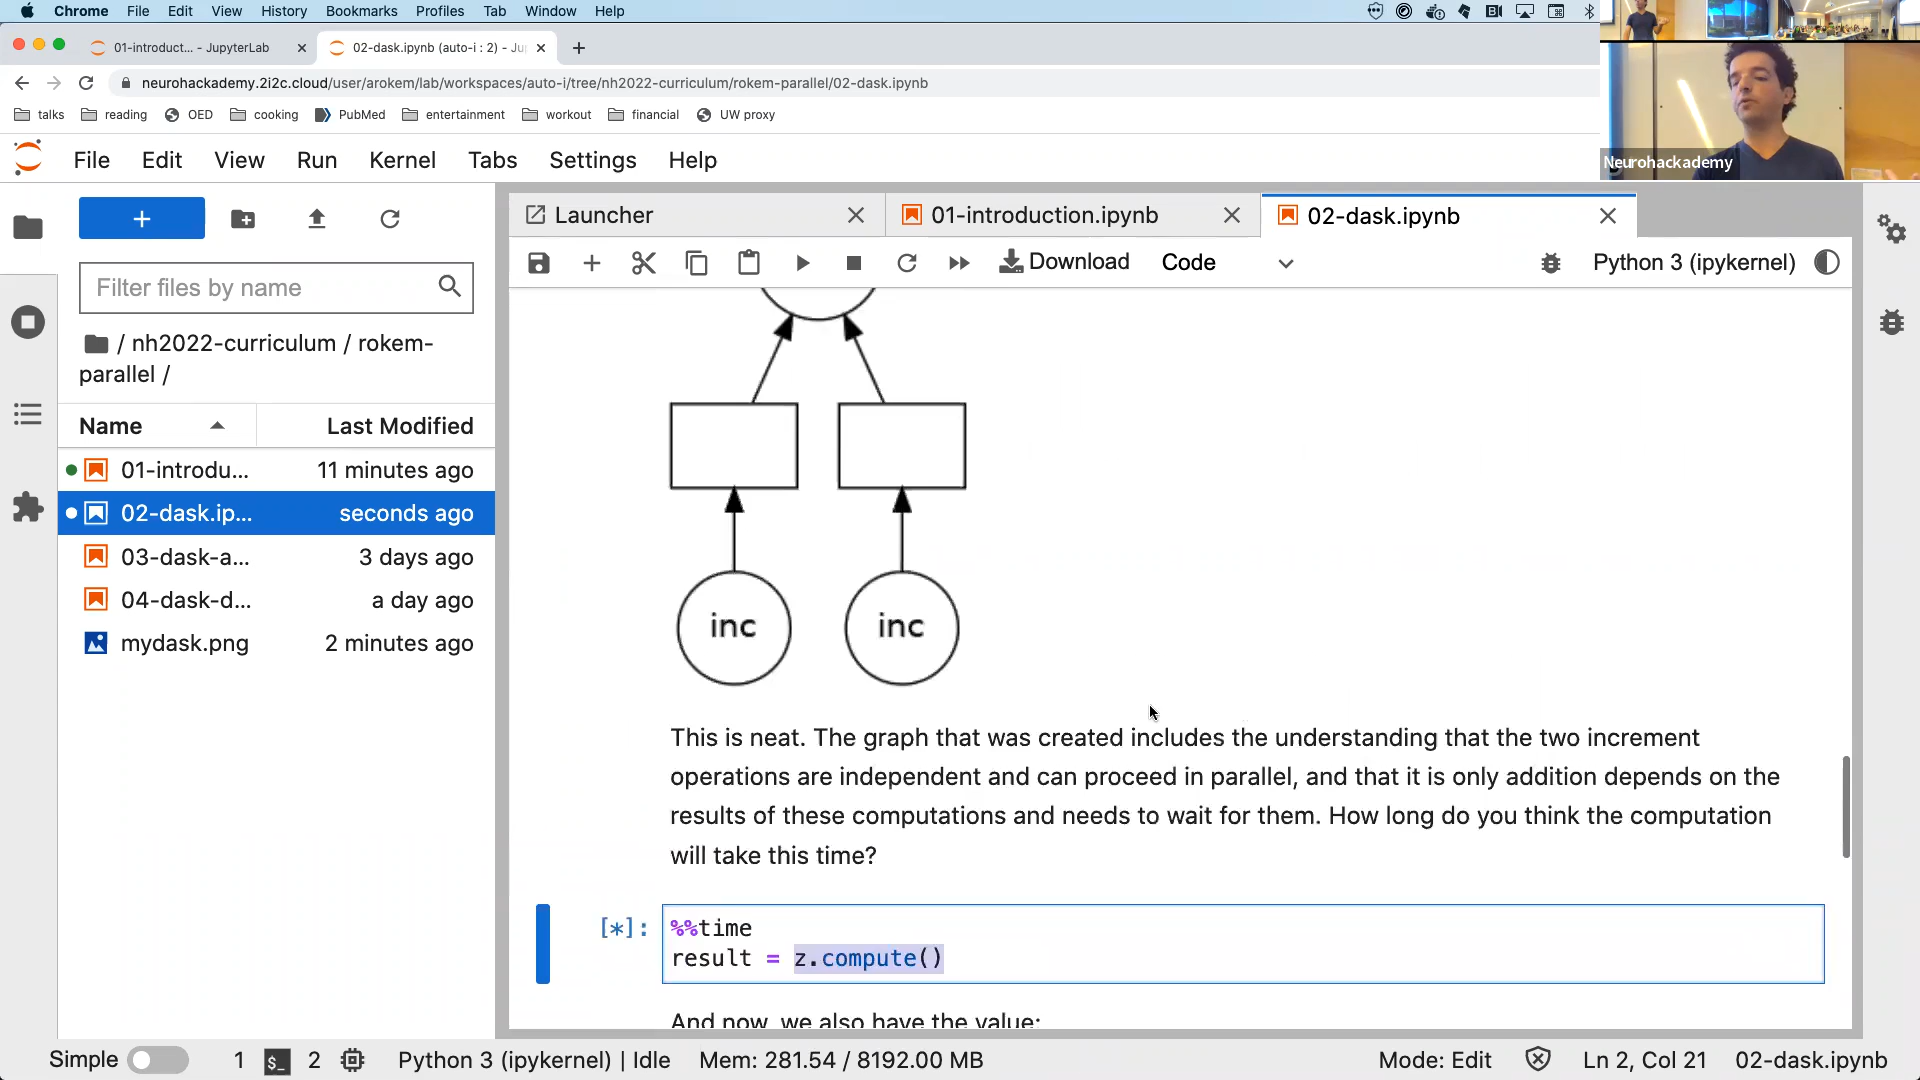 Chrome File Edit View History Bookmarks Profiles Tab Window Help
01-introduct... - JupyterLab
02-dask.ipynb (auto-i : 2) - Ju
neurohackademy.2i2c.cloud/user/arokem/lab/workspaces/auto-i/tree/nh2022-curriculum/rokem-parallel/02-dask.ipynb
talks reading OED cooking PubMed entertainment workout financial UW proxy
Neurohackademy
File Edit View Run Kernel Tabs Settings Help
Launcher
01-introduction.ipynb
02-dask.ipynb
Download Code Python 3 (ipykernel)
Filter files by name
/ nh2022-curriculum / rokem-
parallel /
Name Last Modified
01-introdu... 11 minutes ago
02-dask.ip... seconds ago
03-dask-a... 3 days ago
04-dask-d... a day ago
mydask.png 2 minutes ago
inc inc
This is neat. The graph that was created includes the understanding that the two increment
operations are independent and can proceed in parallel, and that it is only addition depends on the
results of these computations and needs to wait for them. How long do you think the computation
will take this time?
[*]: %%time
result = z.compute()
And now, we also have the value:
Simple 1 $_ 2 Python 3 (ipykernel) | Idle Mem: 281.54 / 8192.00 MB Mode: Edit Ln 2, Col 21 02-dask.ipynb